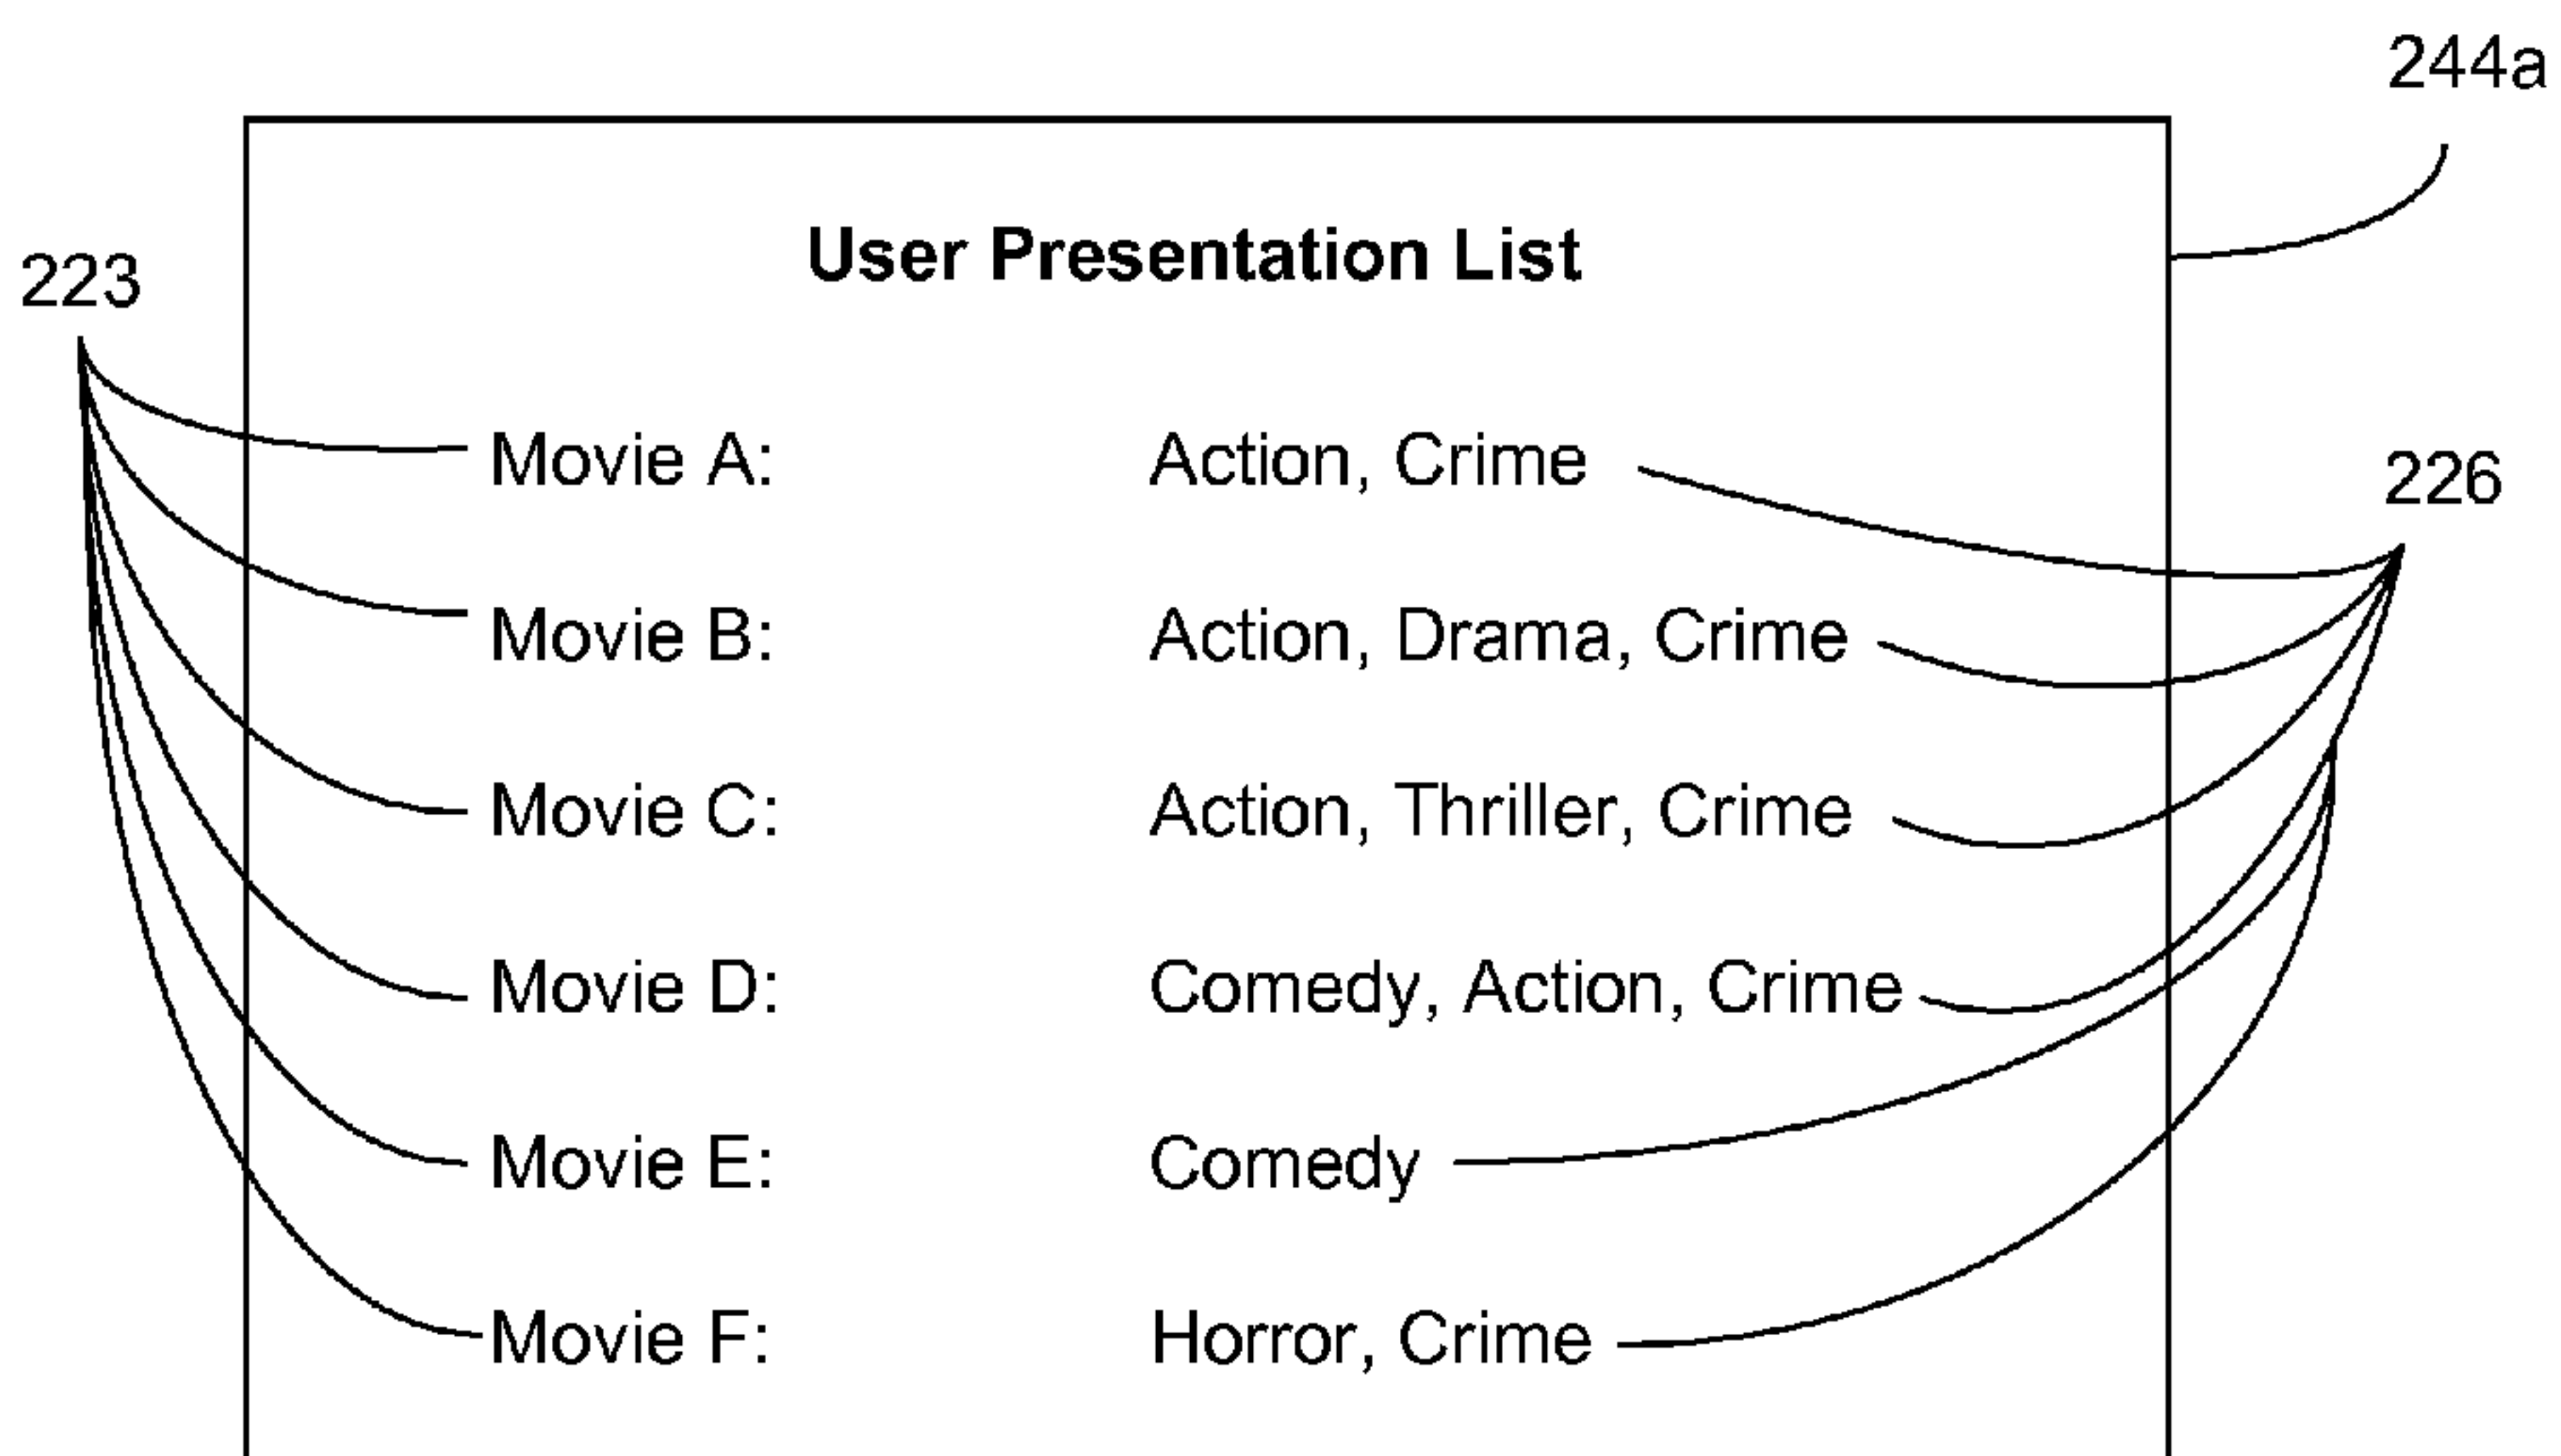 244a
User Presentation List
223
Movie A: Action, Crime
226
Movie B: Action, Drama, Crime
Movie C: Action, Thriller, Crime
Movie D: Comedy, Action, Crime
Movie E: Comedy
Movie F: Horror, Crime